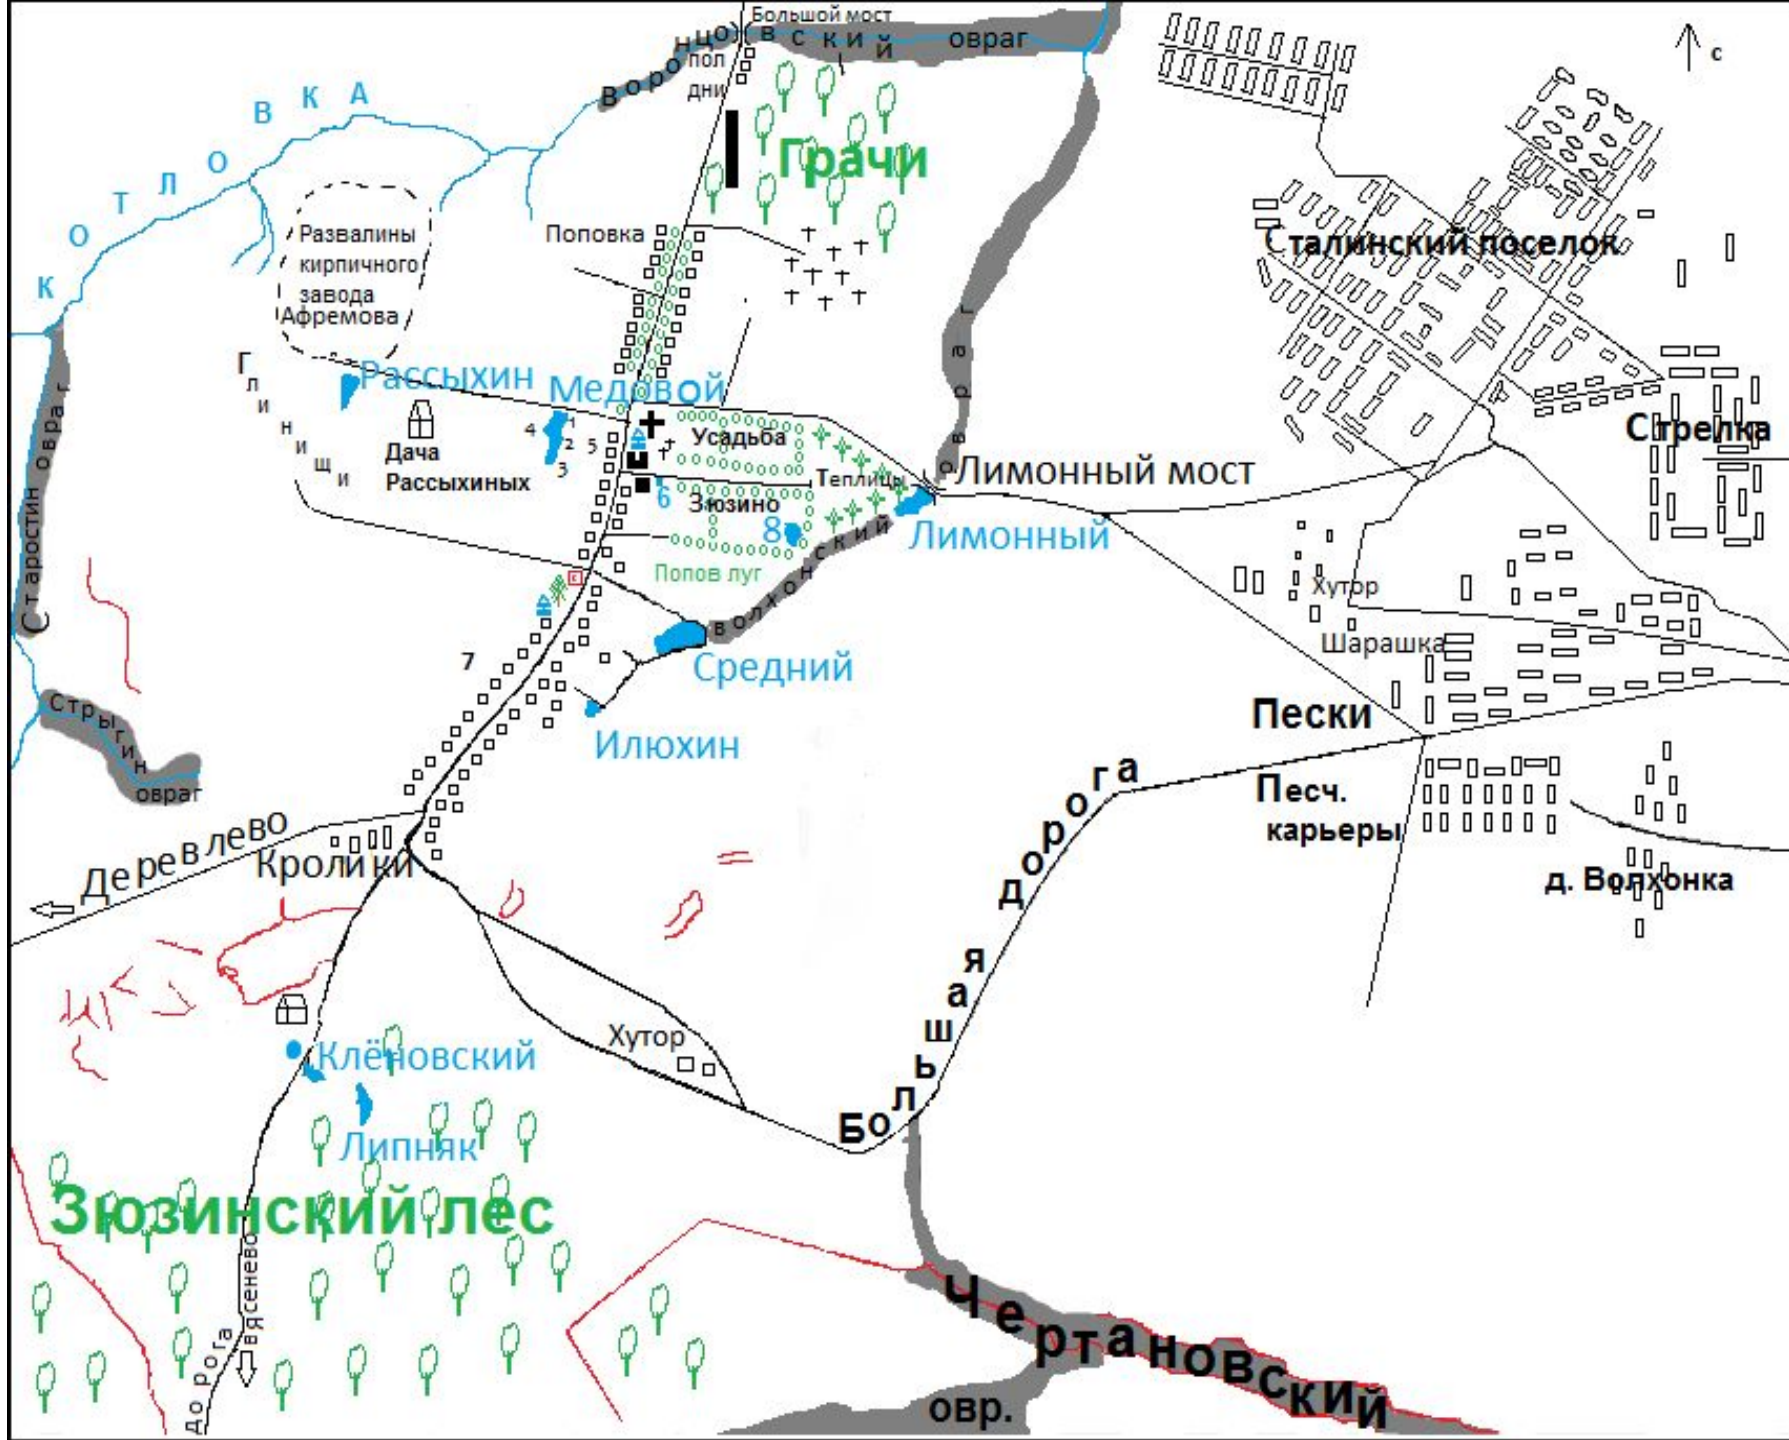 Большой мост
Воронцовский овраг
пол
дни
с
КОТЛОВКА
Грачи
Поповка
Развалины
кирпичного
завода
Афремова
Сталинский поселок
Рассыхин
Медовой
Глинищи
Дача
Рассыхиных
4
1
2
3
5
Усадьба
Теплицы
Зюзино
6
8
Попов луг
Волхонский овраг
Лимонный мост
Лимонный
Стрелка
Старостин овраг
Хутор
Шарашка
7
Средний
Илюхин
Пески
Стрыгин
овраг
Песч.
карьеры
д. Волхонка
Деревлево
Кролики
Большая дорога
Хутор
Клёновский
Липняк
Зюзинский лес
дорога
в Ясенево
Чертановский
овр.